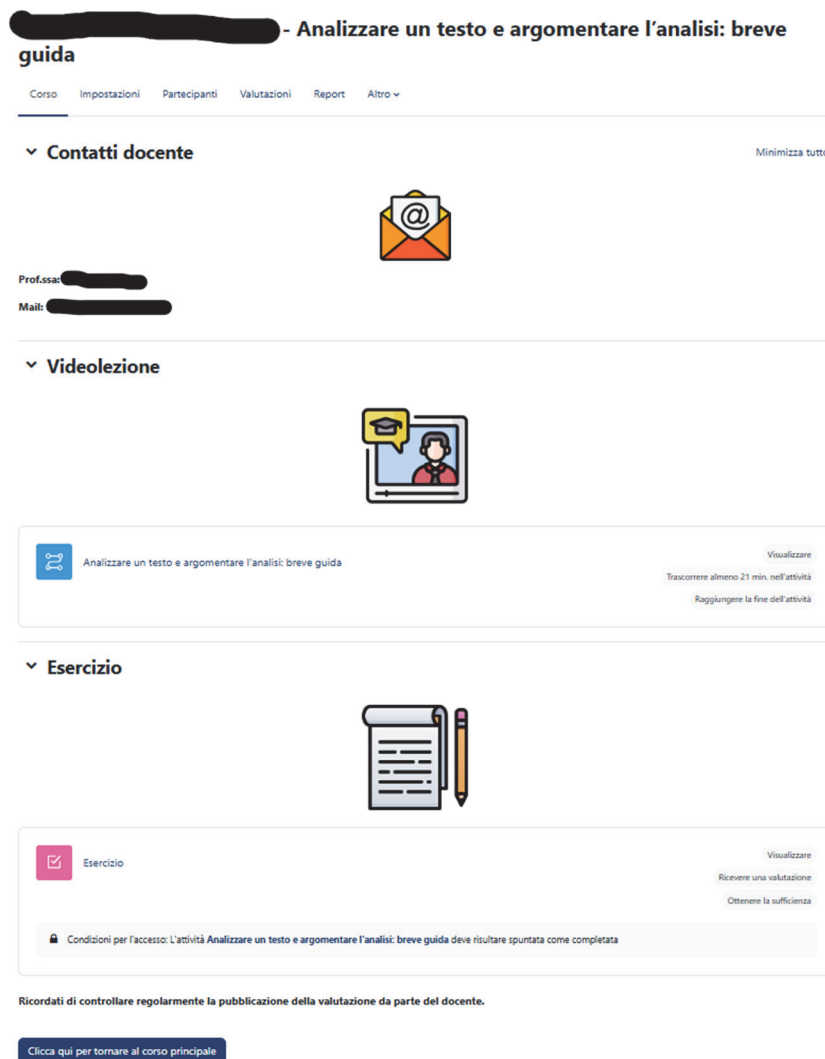 - Analizzare un testo e argomentare l'analisi: breve
guida
Corso Impostazioni Partecipanti Valutazioni Report Altro
Contatti docente
Minimizza tutto
@
Prof.ssa:
Mail:
Videolezione
Analizzare un testo e argomentare l'analisi: breve guida
Visualizzare
Trascorrere almeno 21 min. nell'attività
Raggiungere la fine dell'attività
Esercizio
Esercizio
Visualizzare
Ricevere una valutazione
Ottenere la sufficienza
Condizioni per l'accesso: L'attività Analizzare un testo e argomentare l'analisi: breve guida deve risultare spuntata come completata
Ricordati di controllare regolarmente la pubblicazione della valutazione da parte del docente.
Clicca qui per tornare al corso principale